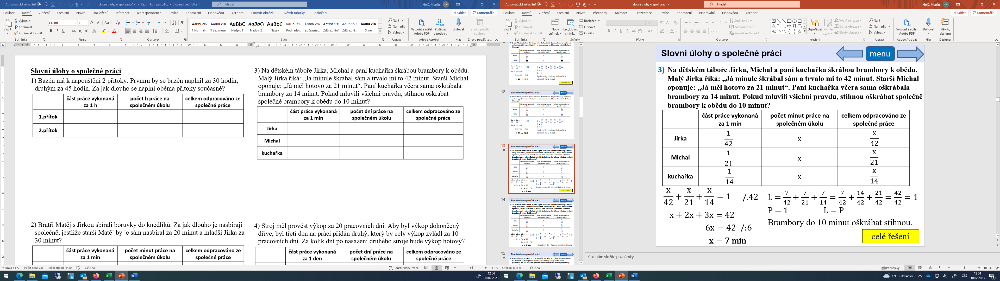 Automatické ukládání
slovni ulohy o spol praci1-4 - Režim kompatibility - Uloženo: Jednotka
Hledat
Holý, Martin HM
Soubor Domů Vložení Kreslení Návrh Rozložení Reference Korespondence Revize Zobrazení Nápověda Acrobat Formát obrázku Návrh tabulky Rozložení
Sdílet Komentáře
Vložit
Vyjmout
Kopírovat
Kopírovat formát
Schránka
Calibri 11
Písmo
Odstavec
AaBbCcDc AaBbCcDc AaBbC AaBbC AaBbC AaBbCcD AaBbCcDc AaBbCcDc AaBbCcDc AaBbCcDc
¶ Normální ¶ Bez mezer Nadpis 1 Nadpis 2 Název Podnadpis Zdůrazně... Zdůraznění Zdůrazně... Silné
Styly
Najít
Nahradit
Vybrat
Úpravy
Vytvořit a sdílet Adobe PDF
Požádat o podpisy
Adobe Acrobat
Diktovat
Hlas
Znovu použít soubory
Znovu použít so...
Slovní úlohy o společné práci
1) Bazén má k napouštění 2 přítoky. Prvním by se bazén naplnil za 30 hodin,
druhým za 45 hodin. Za jak dlouho se naplní oběma přítoky současně?
část práce vykonaná za 1 h
počet h práce na společném úkolu
celkem odpracováno ze společné práce
1.přítok
2.přítok
2) Bratři Matěj s Jirkou sbírali borůvky do knedlíků. Za jak dlouho je nasbírají
společně, jestliže starší Matěj by je sám nasbíral za 20 minut a mladší Jirka za
30 minut?
část práce vykonaná za 1 min
počet minut práce na společném úkolu
celkem odpracováno ze společné práce
3) Na dětském táboře Jirka, Michal a paní kuchařka škrábou brambory k obědu.
Malý Jirka říká: „Já minule škrábal sám a trvalo mi to 42 minut. Starší Michal
oponuje: „Já měl hotovo za 21 minut“. Paní kuchařka včera sama oškrábala
brambory za 14 minut. Pokud mluvili všichni pravdu, stihnou oškrábat
společně brambory k obědu do 10 minut?
část práce vykonaná za 1 min
počet dní práce na společném úkolu
celkem odpracováno ze společné práce
Jirka
Michal
kuchařka
4) Stroj měl provést výkop za 20 pracovních dní. Aby byl výkop dokončený
dříve, byl třetí den na práci přidán druhý, který by celý výkop zvládl za 10
pracovních dní. Za kolik dní po nasazení druhého stroje bude výkop hotový?
část práce vykonaná za 1 den
počet dní práce na společném úkolu
celkem odpracováno ze společné práce
Stránka 1 z 5 Počet slov: 783 Počet znaků: 4420 Čeština
Soustředěné čtení
161 %
12:04
10.02.2023
Automatické ukládání
slovni ulohy o spol praci
Hledat
Holý, Martin HM
Soubor Domů Vložení Kreslení Návrh Přechody Animace Prezentace Revize Zobrazení Nahrávání Nápověda Acrobat
Sdílet Komentáře
Vložit
Vyjmout
Kopírovat
Kopírovat formát
Schránka
Nový snímek
Recyklovat snímky
Rozložení
Obnovit
Oddíl
Snímky
18
Písmo
Směr textu
Zarovnat text
Převést na SmartArt
Odstavec
Uspořádat
Rychlé styly
Výplň obrazce
Obrys obrazce
Efekty obrazce
Kreslení
Najít
Nahradit
Vybrat
Úpravy
Vytvořit a sdílet Adobe PDF
Adobe Acrobat
Diktovat
Hlas
Návrhy designu
Designer
12
13
14
15
Slovní úlohy o společné práci
menu
3) Na dětském táboře Jirka, Michal a paní kuchařka škrábou brambory k obědu.
Malý Jirka říká: „Já minule škrábal sám a trvalo mi to 42 minut. Starší Michal
oponuje: „Já měl hotovo za 21 minut“. Paní kuchařka včera sama oškrábala
brambory za 14 minut. Pokud mluvili všichni pravdu, stihnou oškrábat společně
brambory k obědu do 10 minut?
část práce vykonaná za 1 min
počet minut práce na společném úkolu
celkem odpracováno ze společné práce
Jirka 1/42 x x/42
Michal 1/21 x x/21
kuchařka 1/14 x x/14
x/42 + x/21 + x/14 = 1 /.42
x + 2x + 3x = 42
6x = 42 /:6
x = 7 min
L = 7/42 + 7/21 + 7/14 = 7/42 + 14/42 + 21/42 = 42/42 = 1
P = 1 L = P
Brambory do 10 minut oškrábat stihnou.
celé řešení
Kliknutím vložíte poznámky.
Snímek 13 z 43 Čeština
Poznámky
108 %
1°C Oblačno
CES
12:04
10.02.2023